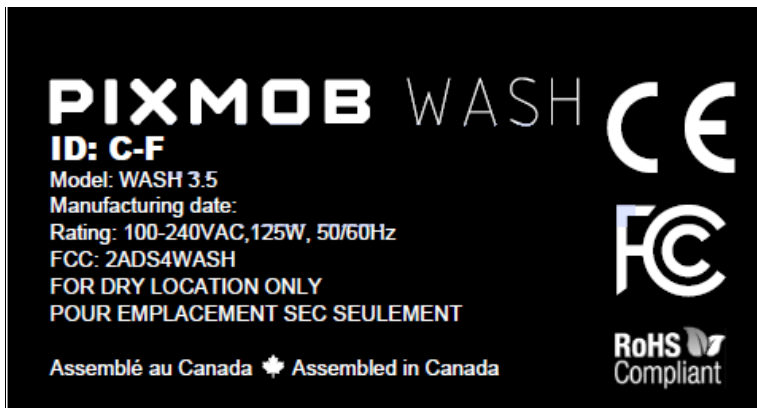 PIXMOB WASH
ID: C-F
Model: WASH 3.5
Manufacturing date:
Rating: 100-240VAC,125W, 50/60Hz
FCC: 2ADS4WASH
FOR DRY LOCATION ONLY
POUR EMPLACEMENT SEC SEULEMENT
Assemblé au Canada Assembled in Canada
CE
FC
RoHS
Compliant